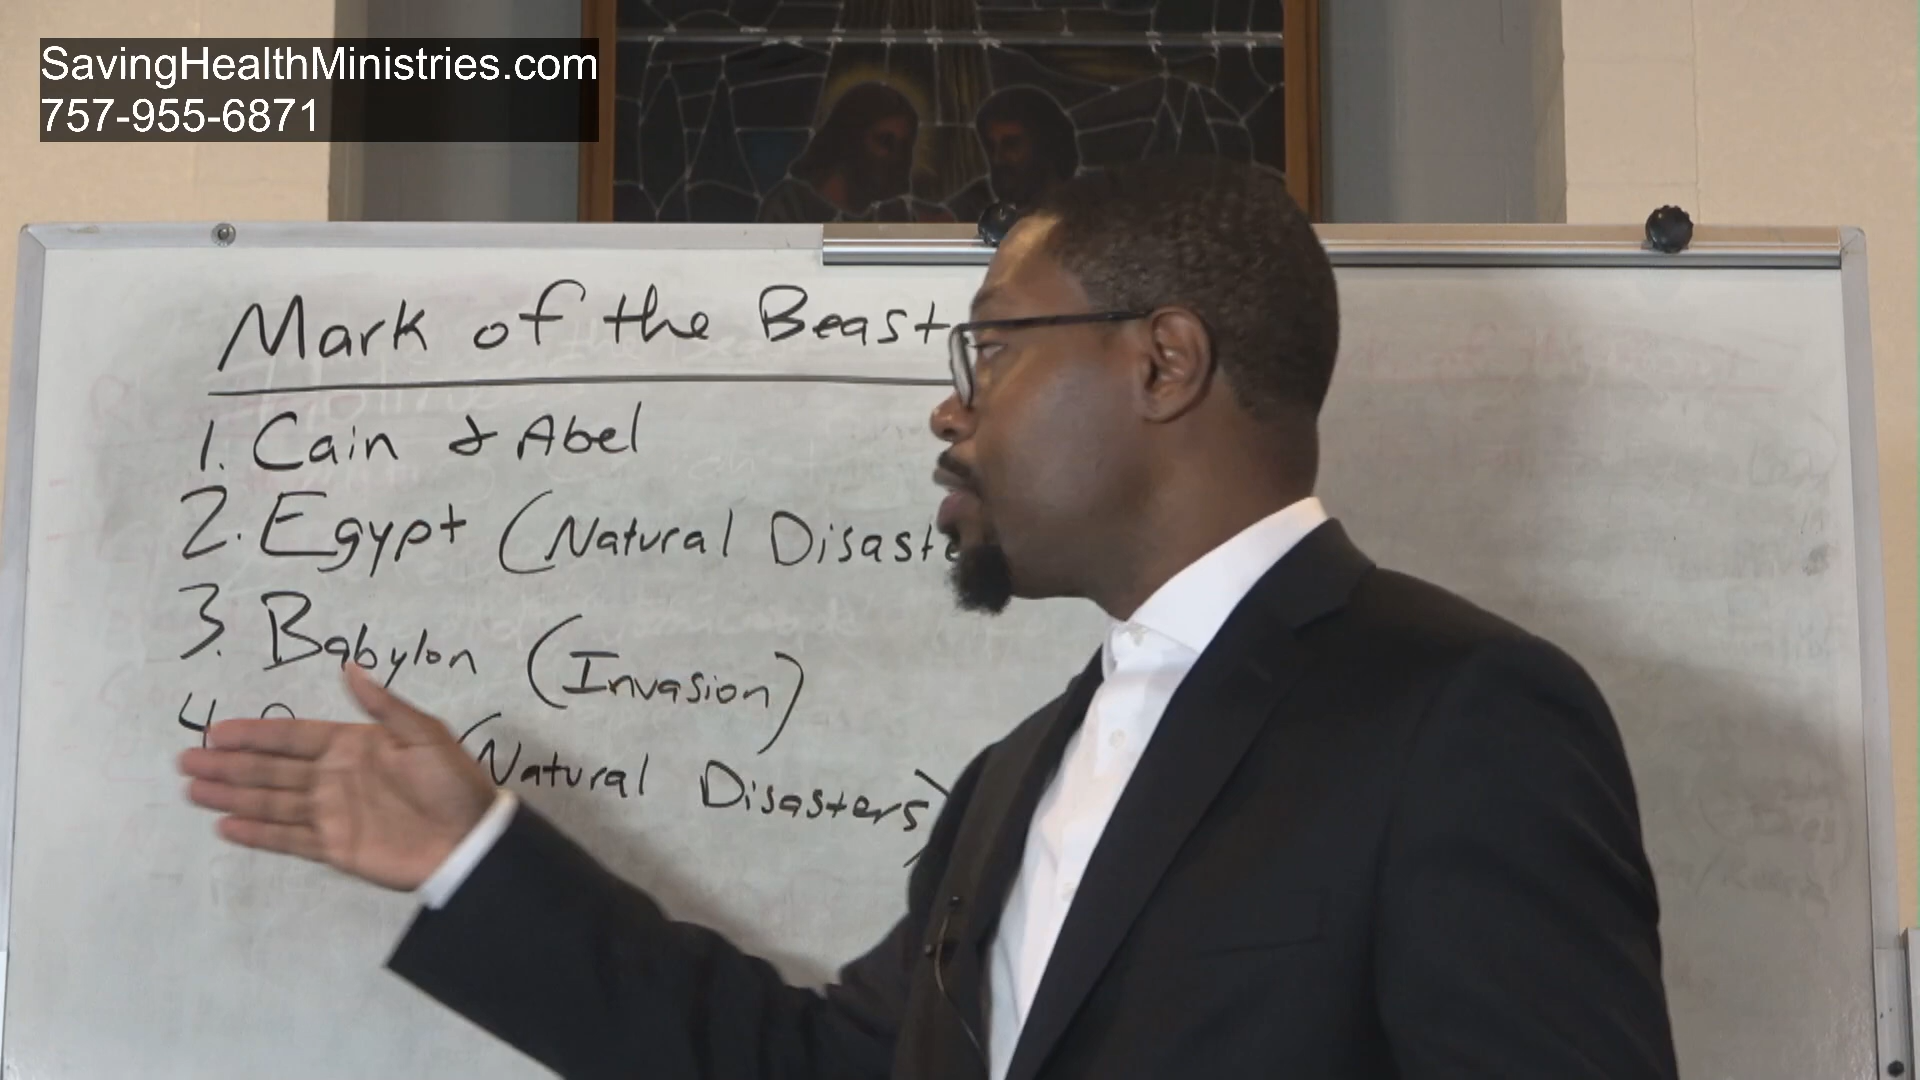 SavingHealthMinistries.com
757-955-6871
Mark of the Beast
1. Cain & Abel
2. Egypt (Natural Disaste
3. Babylon (Invasion)
4. (Natural Disasters)